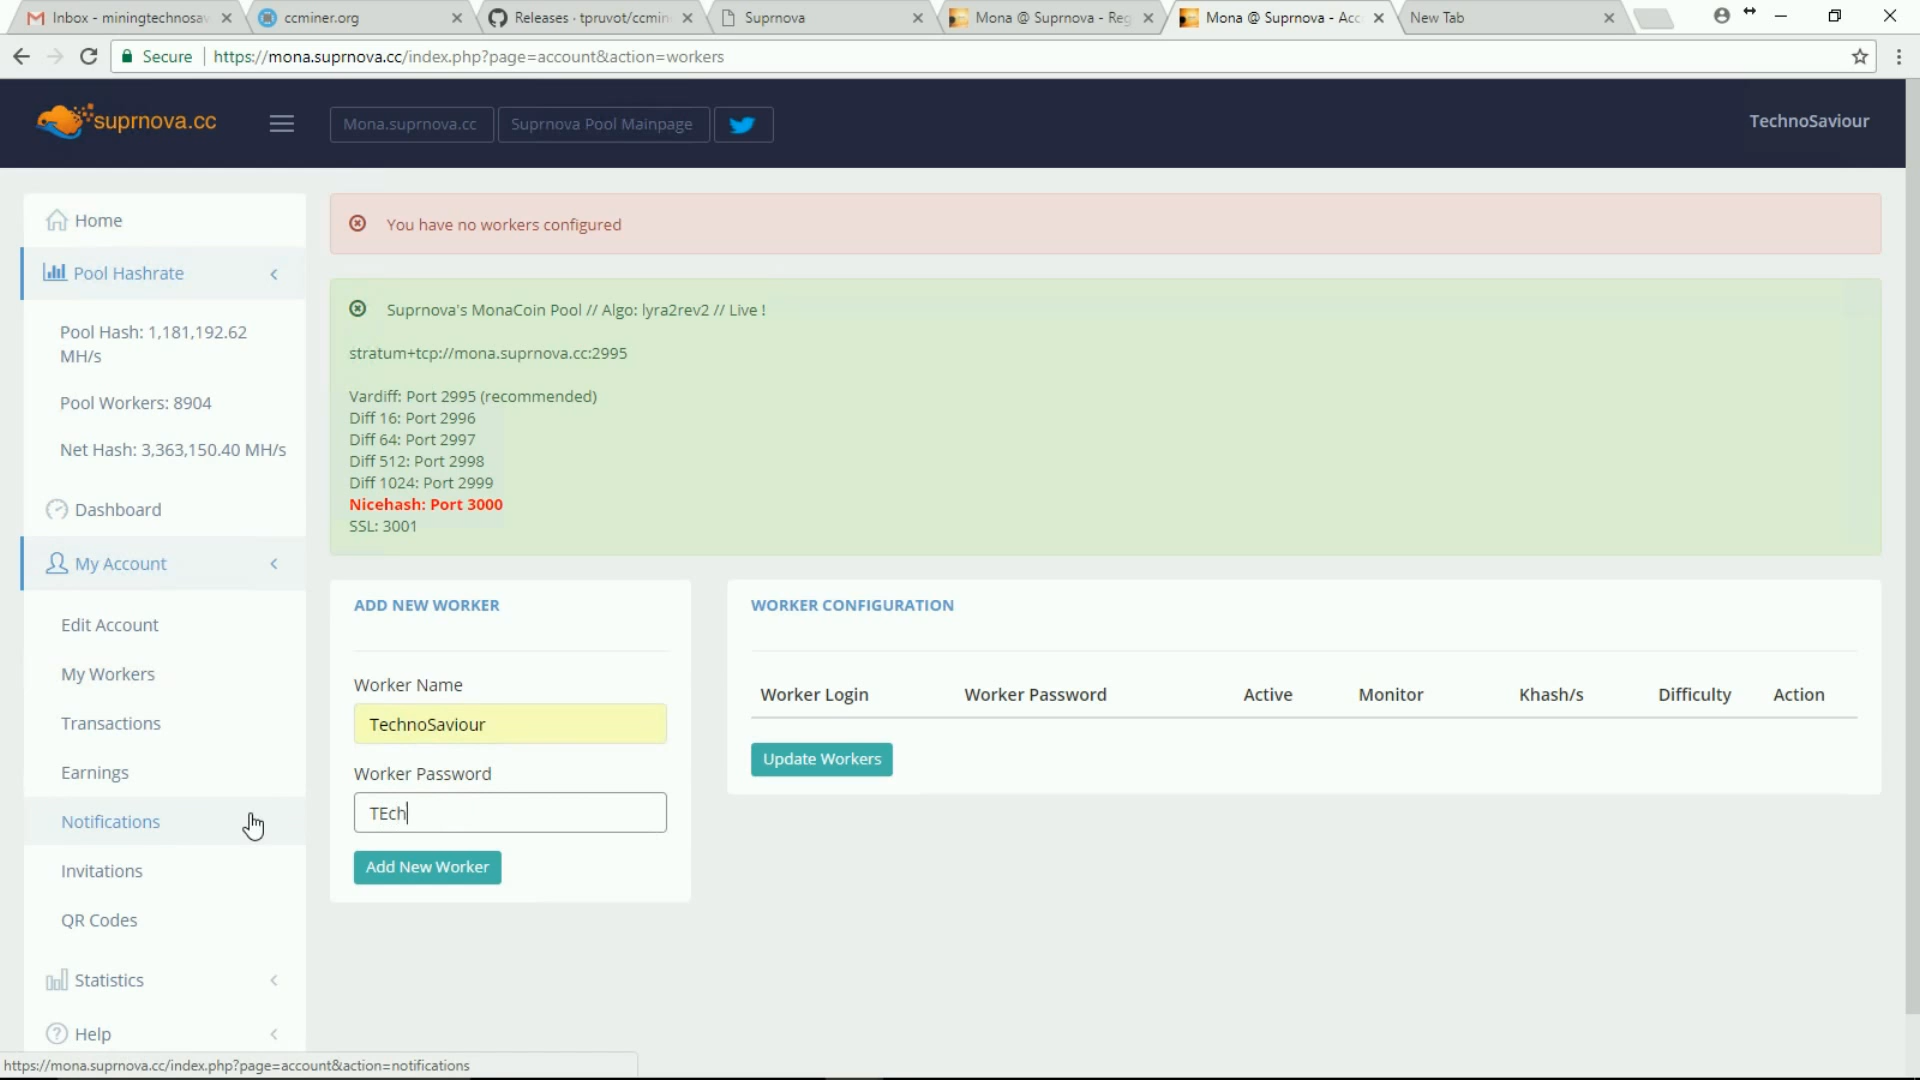 Inbox - miningtechnosav
ccminer.org
Releases · tpruvot/ccmin
Suprnova
Mona @ Suprnova - Reg
Mona @ Suprnova - Acc
New Tab
Secure
https://mona.suprnova.cc/index.php?page=account&action=workers
suprnova.cc
Mona.suprnova.cc
Suprnova Pool Mainpage
TechnoSaviour
Home
Pool Hashrate
Pool Hash: 1,181,192.62
MH/s
Pool Workers: 8904
Net Hash: 3,363,150.40 MH/s
Dashboard
My Account
Edit Account
My Workers
Transactions
Earnings
Notifications
Invitations
QR Codes
Statistics
Help
You have no workers configured
Suprnova's MonaCoin Pool // Algo: lyra2rev2 // Live !
stratum+tcp://mona.suprnova.cc:2995
Vardiff: Port 2995 (recommended)
Diff 16: Port 2996
Diff 64: Port 2997
Diff 512: Port 2998
Diff 1024: Port 2999
Nicehash: Port 3000
SSL: 3001
ADD NEW WORKER
Worker Name
TechnoSaviour
Worker Password
TEch
Add New Worker
WORKER CONFIGURATION
Worker Login Worker Password Active Monitor Khash/s Difficulty Action
Update Workers
https://mona.suprnova.cc/index.php?page=account&action=notifications